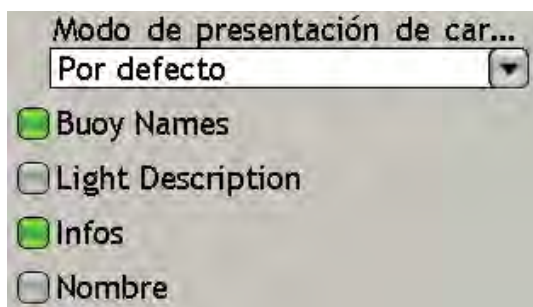 Modo de presentación de car...
Por defecto
Buoy Names
Light Description
Infos
Nombre